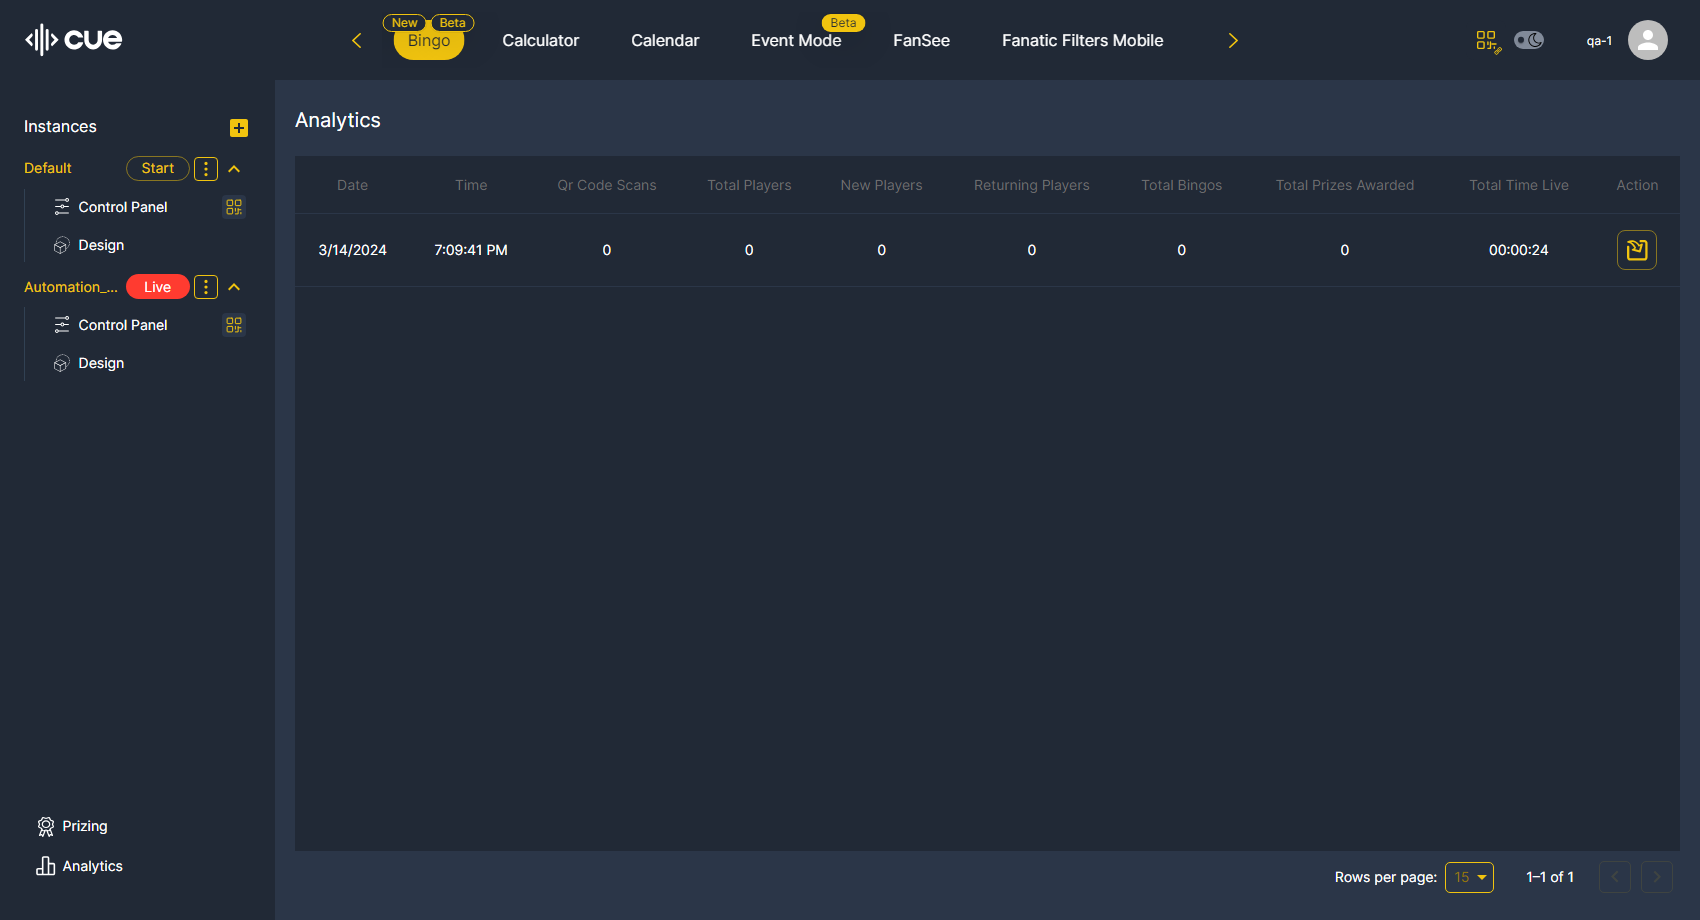 cue
New Beta Bingo
Calculator
Calendar
Beta Event Mode
FanSee
Fanatic Filters Mobile
qa-1
Instances
Default Start
Control Panel
Design
Automation_... Live
Control Panel
Design
Prizing
Analytics
Analytics
Date Time Qr Code Scans Total Players New Players Returning Players Total Bingos Total Prizes Awarded Total Time Live Action
3/14/2024 7:09:41 PM 0 0 0 0 0 0 00:00:24
Rows per page: 15 1–1 of 1